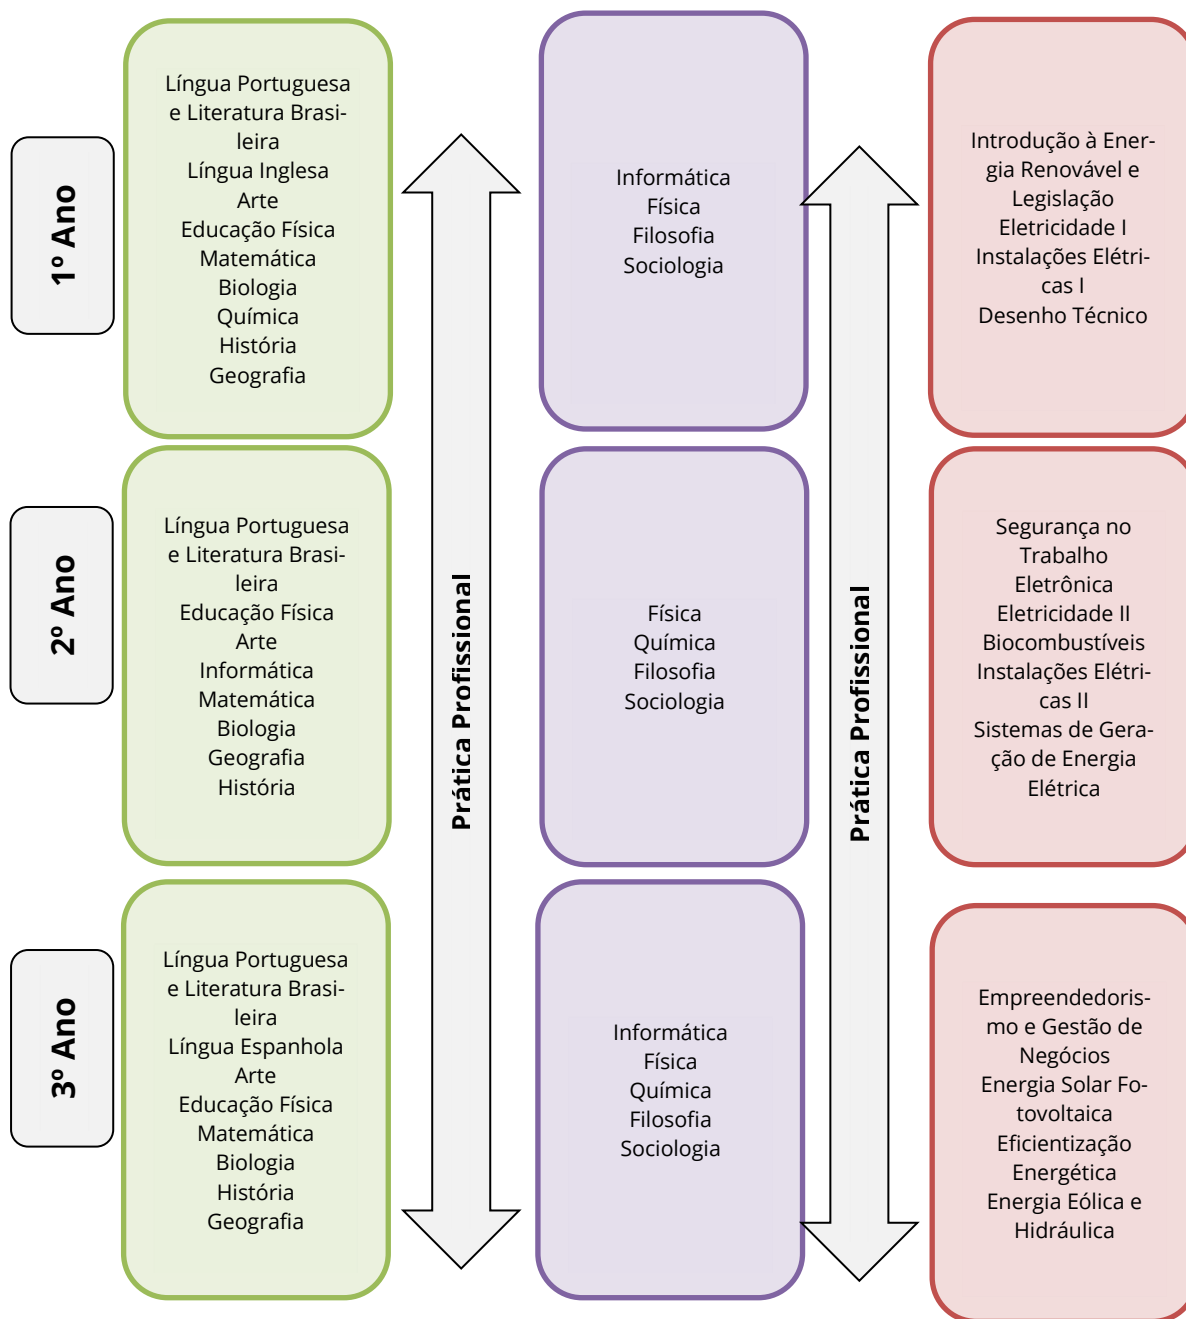 1º Ano
Língua Portuguesa
e Literatura Brasi-
leira
Língua Inglesa
Arte
Educação Física
Matemática
Biologia
Química
História
Geografia
Informática
Física
Filosofia
Sociologia
Introdução à Ener-
gia Renovável e
Legislação
Eletricidade I
Instalações Elétri-
cas I
Desenho Técnico
2º Ano
Língua Portuguesa
e Literatura Brasi-
leira
Educação Física
Arte
Informática
Matemática
Biologia
Geografia
História
Prática Profissional
Física
Química
Filosofia
Sociologia
Prática Profissional
Segurança no
Trabalho
Eletrônica
Eletricidade II
Biocombustíveis
Instalações Elétri-
cas II
Sistemas de Gera-
ção de Energia
Elétrica
3º Ano
Língua Portuguesa
e Literatura Brasi-
leira
Língua Espanhola
Arte
Educação Física
Matemática
Biologia
História
Geografia
Informática
Física
Química
Filosofia
Sociologia
Empreendedoris-
mo e Gestão de
Negócios
Energia Solar Fo-
tovoltaica
Eficientização
Energética
Energia Eólica e
Hidráulica